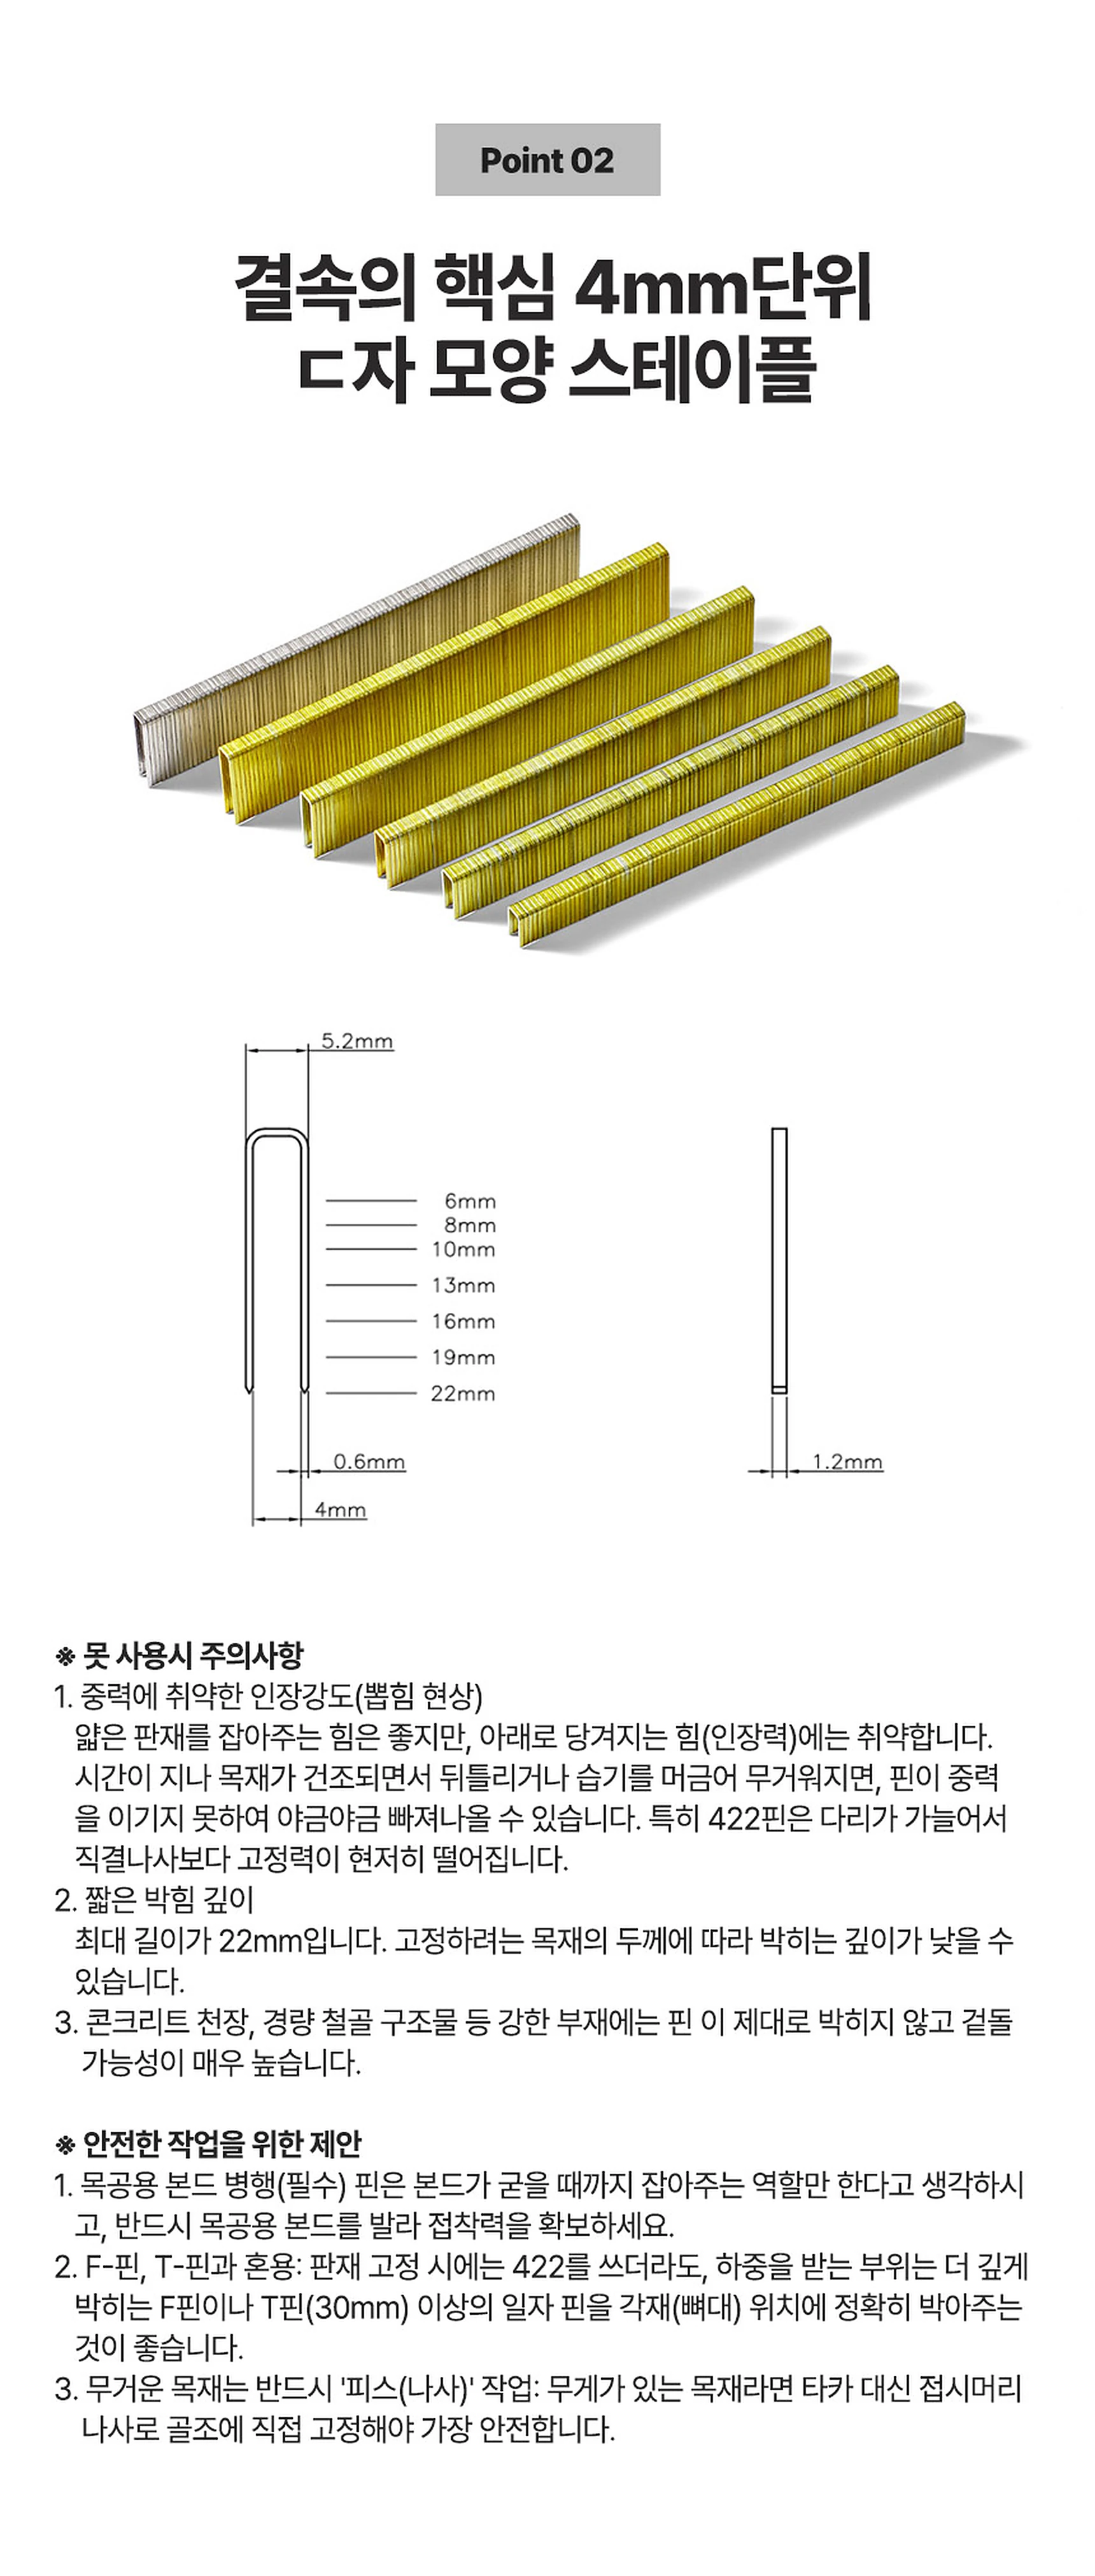 Point 02
결속의 핵심 4mm단위
ㄷ자 모양 스테이플
5.2mm
6mm
8mm
10mm
13mm
16mm
19mm
22mm
0.6mm
4mm
1.2mm
※ 못 사용시 주의사항
1. 중력에 취약한 인장강도(뽑힘 현상)
얇은 판재를 잡아주는 힘은 좋지만, 아래로 당겨지는 힘(인장력)에는 취약합니다.
시간이 지나 목재가 건조되면서 뒤틀리거나 습기를 머금어 무거워지면, 핀이 중력
을 이기지 못하여 야금야금 빠져나올 수 있습니다. 특히 422핀은 다리가 가늘어서
직결나사보다 고정력이 현저히 떨어집니다.
2. 짧은 박힘 깊이
최대 길이가 22mm입니다. 고정하려는 목재의 두께에 따라 박히는 깊이가 낮을 수
있습니다.
3. 콘크리트 천장, 경량 철골 구조물 등 강한 부재에는 핀 이 제대로 박히지 않고 겉돌
가능성이 매우 높습니다.
※ 안전한 작업을 위한 제안
1. 목공용 본드 병행(필수) 핀은 본드가 굳을 때까지 잡아주는 역할만 한다고 생각하시
고, 반드시 목공용 본드를 발라 접착력을 확보하세요.
2. F-핀, T-핀과 혼용: 판재 고정 시에는 422를 쓰더라도, 하중을 받는 부위는 더 깊게
박히는 F핀이나 T핀(30mm) 이상의 일자 핀을 각재(뼈대) 위치에 정확히 박아주는
것이 좋습니다.
3. 무거운 목재는 반드시 '피스(나사)' 작업: 무게가 있는 목재라면 타카 대신 접시머리
나사로 골조에 직접 고정해야 가장 안전합니다.